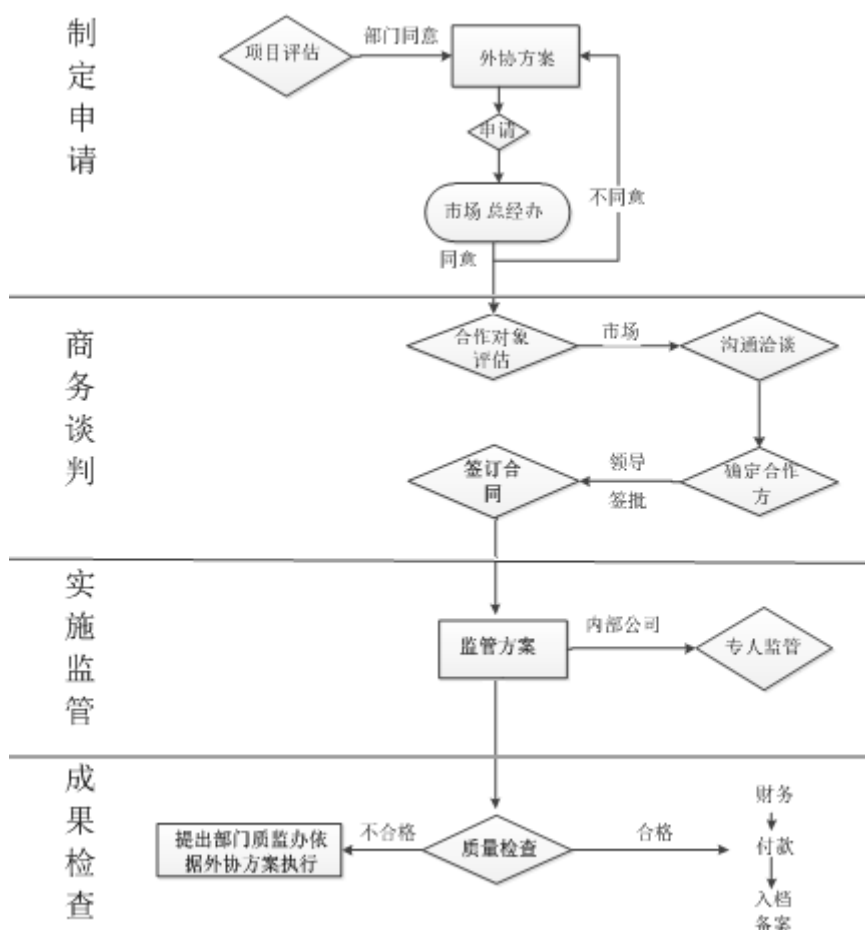 制定申请
项目评估
部门同意
外协方案
申请
市场 总经办
不同意
同意
商务谈判
合作对象
评估
市场
沟通洽谈
签订合
同
领导
签批
确定合作
方
实施监管
监管方案
内部公司
专人监管
成果检查
提出部门质监办依
据外协方案执行
不合格
质量检查
合格
财务
付款
入档
备案